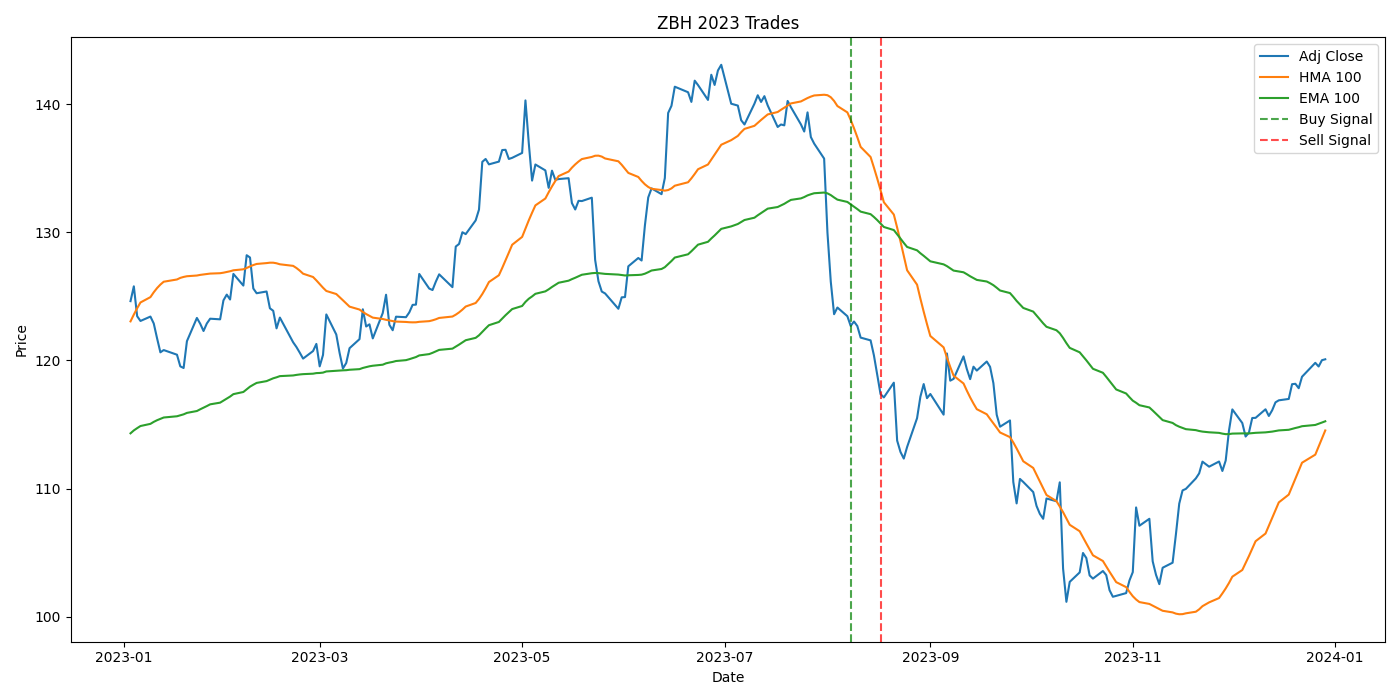 ZBH 2023 Trades
Adj Close
HMA 100
EMA 100
Buy Signal
Sell Signal
Price
140
130
120
110
100
2023-01
2023-03
2023-05
2023-07
2023-09
2023-11
2024-01
Date